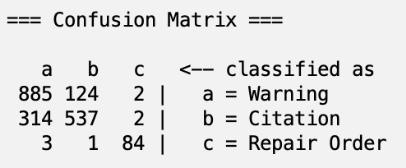 === Confusion Matrix ===
a b c <-- classified as
885 124 2 | a = Warning
314 537 2 | b = Citation
3 1 84 | c = Repair Order